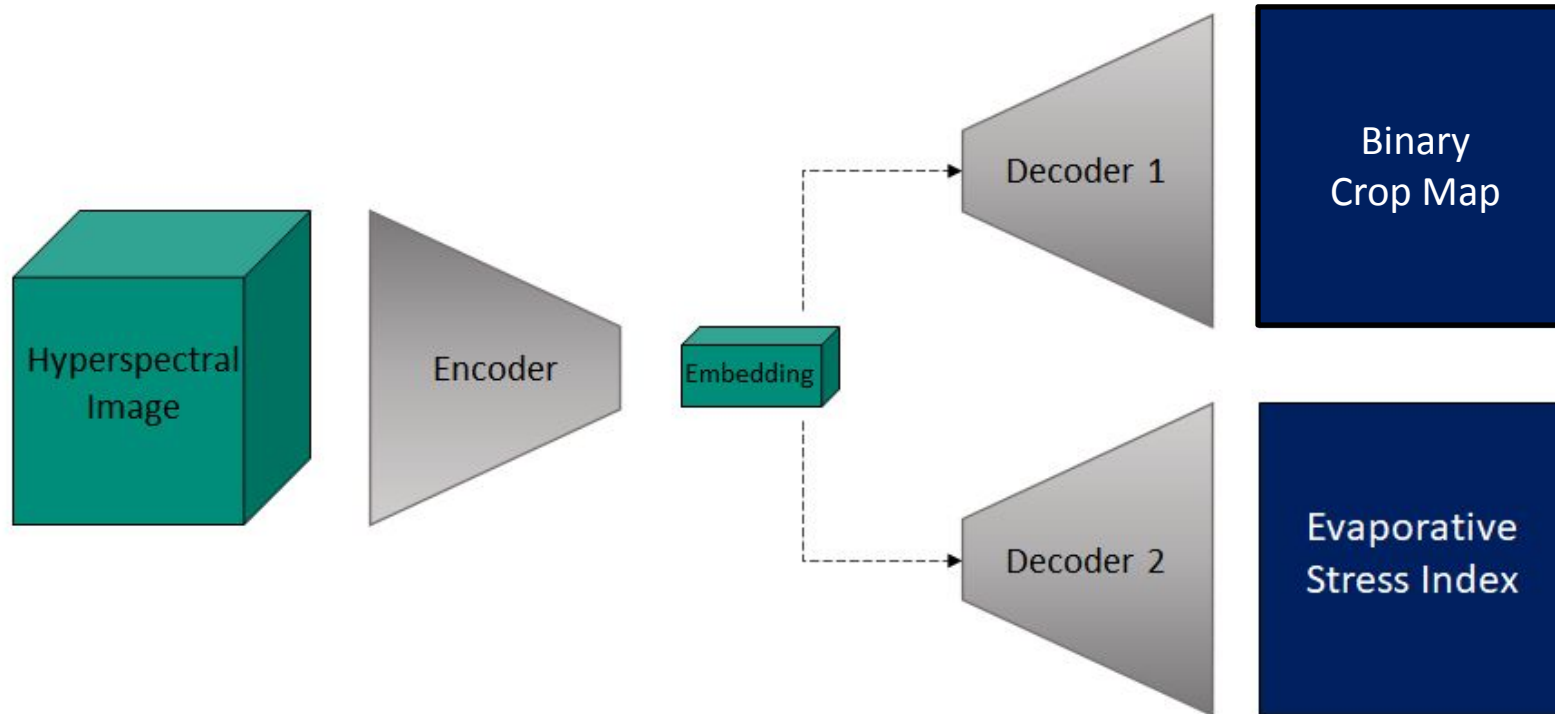 Hyperspectral
Image
Encoder
Embedding
Decoder 1
Binary
Crop Map
Decoder 2
Evaporative
Stress Index